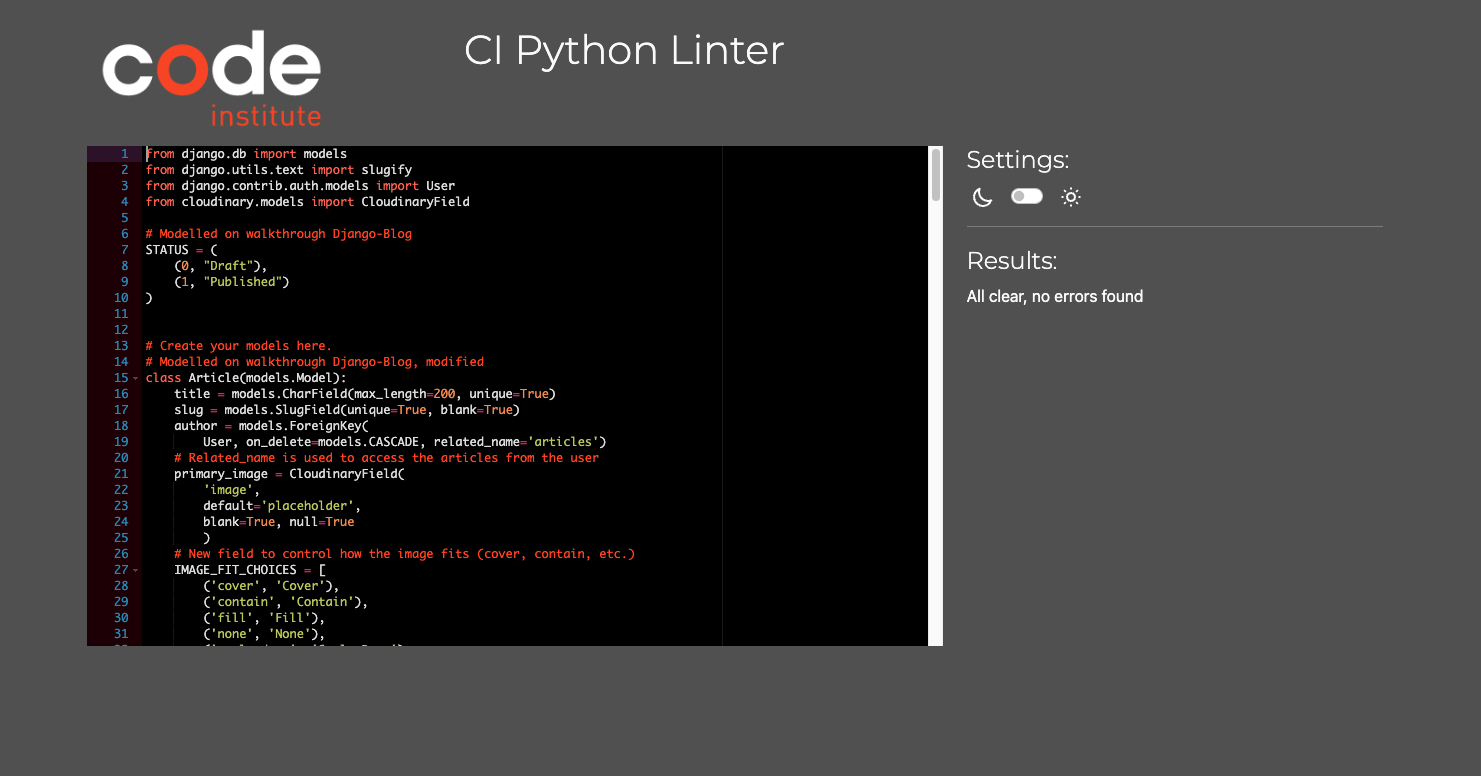 code
institute
CI Python Linter
1 from django.db import models
2 from django.utils.text import slugify
3 from django.contrib.auth.models import User
4 from cloudinary.models import CloudinaryField
5
6 # Modelled on walkthrough Django-Blog
7 STATUS = (
8     (0, "Draft"),
9     (1, "Published")
10 )
11
12
13 # Create your models here.
14 # Modelled on walkthrough Django-Blog, modified
15 class Article(models.Model):
16     title = models.CharField(max_length=200, unique=True)
17     slug = models.SlugField(unique=True, blank=True)
18     author = models.ForeignKey(
19         User, on_delete=models.CASCADE, related_name='articles')
20     # Related_name is used to access the articles from the user
21     primary_image = CloudinaryField(
22         'image',
23         default='placeholder',
24         blank=True, null=True
25         )
26     # New field to control how the image fits (cover, contain, etc.)
27     IMAGE_FIT_CHOICES = [
28         ('cover', 'Cover'),
29         ('contain', 'Contain'),
30         ('fill', 'Fill'),
31         ('none', 'None'),
Settings:
Results:
All clear, no errors found